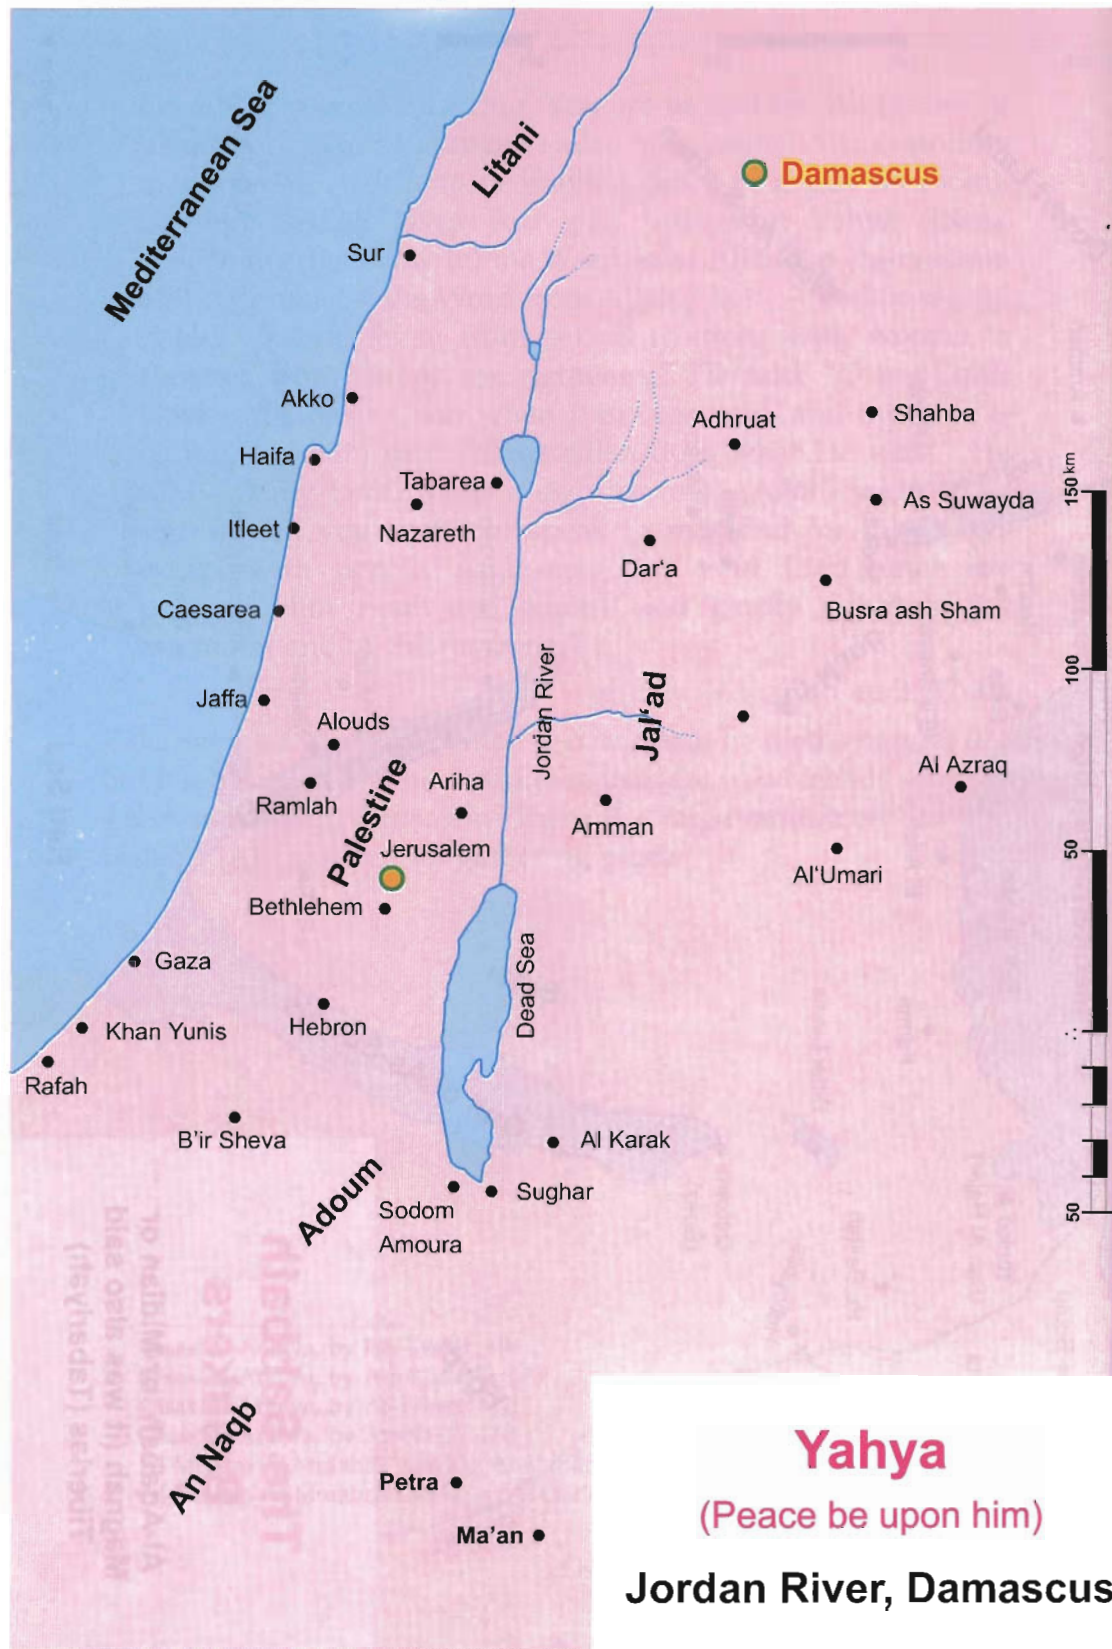 Mediterranean Sea
Litani
Damascus
Sur
Akko
Shahba
Adhruat
Haifa
Tabarea
150 km
As Suwayda
Itleet
Nazareth
Dar‘a
Caesarea
Busra ash Sham
Jordan River
Jal‘ad
100
Jaffa
Alouds
Al Azraq
Ariha
Ramlah
Palestine
Amman
Jerusalem
50
Al‘Umari
Bethlehem
Gaza
Dead Sea
Khan Yunis
Hebron
Rafah
B’ir Sheva
Al Karak
Adoum
Sughar
Sodom
Amoura
50
An Naqb
Petra
Ma’an
Yahya
(Peace be upon him)
Jordan River, Damascus